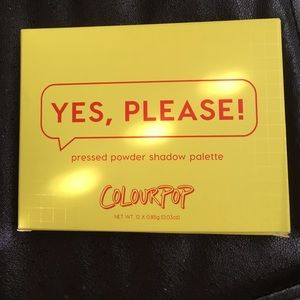 YES, PLEASE!
pressed powder shadow palette
COLOURPOP
NET WT. 12 X 0.85g (0.03oz)